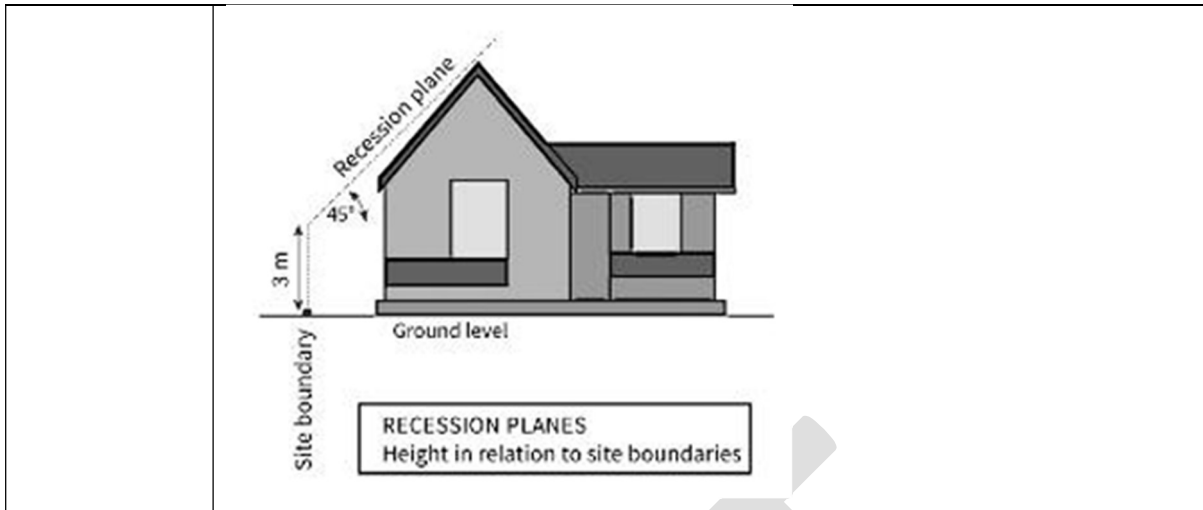 Recession plane
45°
3 m
Ground level
Site boundary
RECESSION PLANES
Height in relation to site boundaries